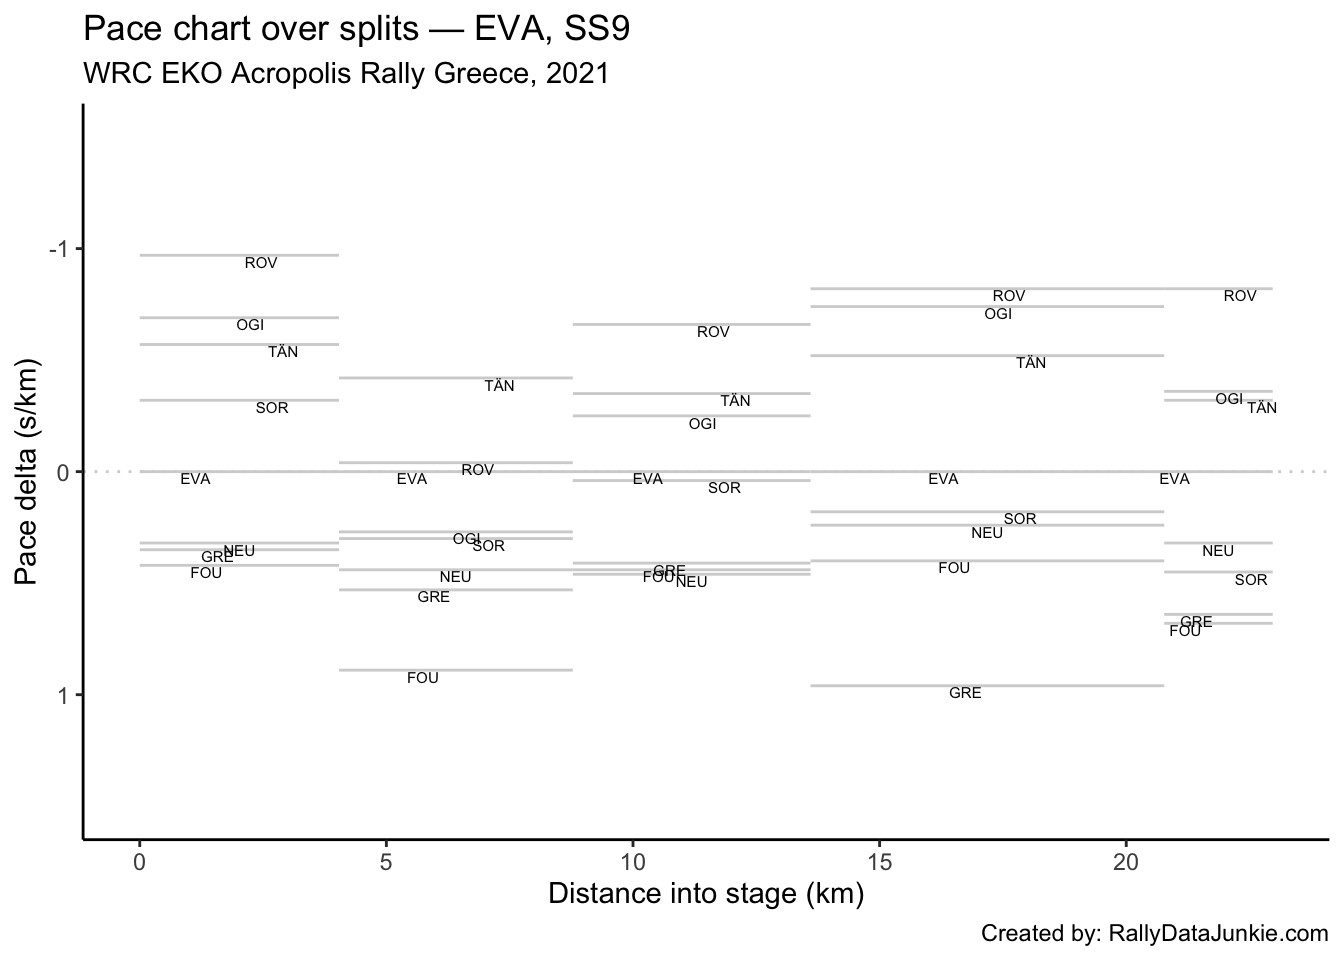 Pace chart over splits — EVA, SS9
WRC EKO Acropolis Rally Greece, 2021
Pace delta (s/km)
-1
0
1
ROV
OGI
TÄN
SOR
EVA
NEU
GRE
FOU
TÄN
ROV
EVA
OGI
SOR
NEU
GRE
FOU
ROV
TÄN
OGI
EVA
SOR
GRE
FOU
NEU
ROV
OGI
TÄN
EVA
SOR
NEU
FOU
GRE
ROV
OGI
TÄN
EVA
NEU
SOR
GRE
FOU
0 5 10 15 20
Distance into stage (km)
Created by: RallyDataJunkie.com